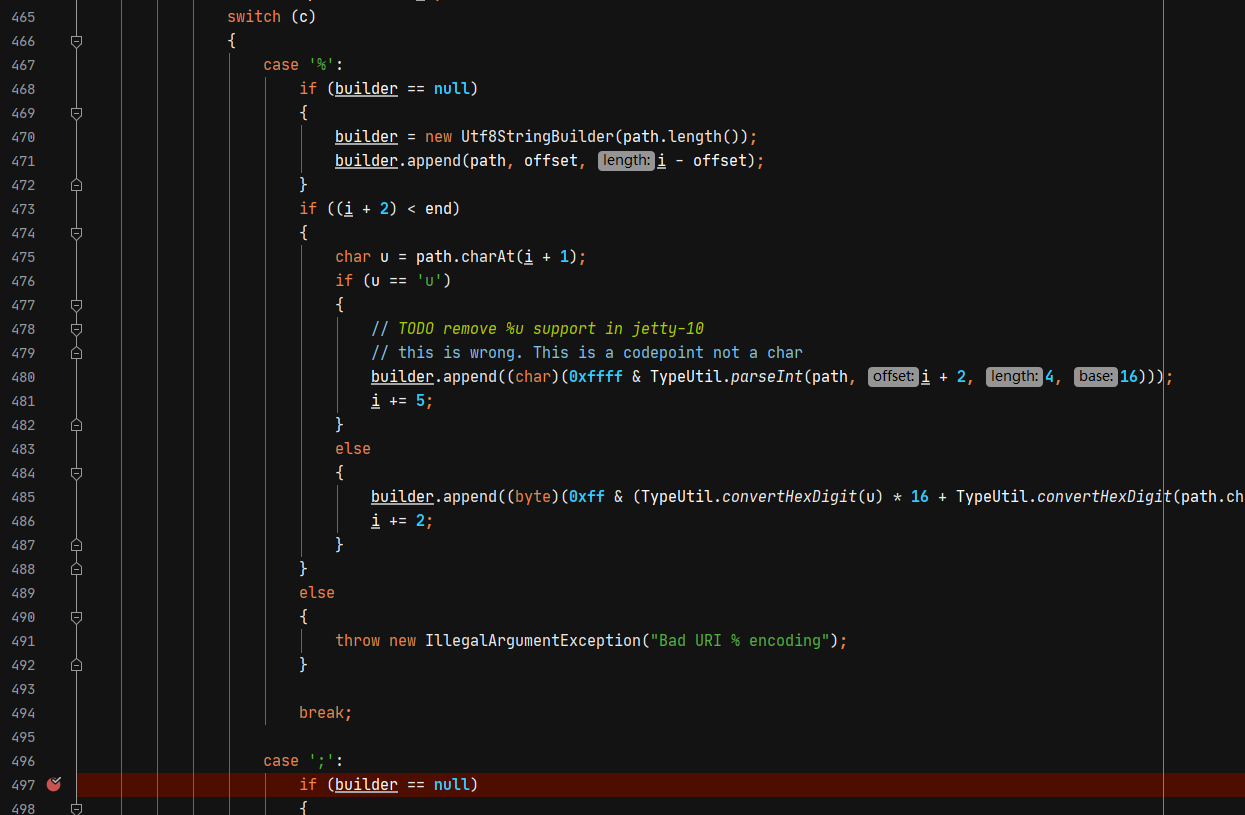 465 switch (c)
466 {
467 case '%':
468 if (builder == null)
469 {
470 builder = new Utf8StringBuilder(path.length());
471 builder.append(path, offset, length: i - offset);
472 }
473 if ((i + 2) < end)
474 {
475 char u = path.charAt(i + 1);
476 if (u == 'u')
477 {
478 // TODO remove %u support in jetty-10
479 // this is wrong. This is a codepoint not a char
480 builder.append((char)(0xffff & TypeUtil.parseInt(path, offset: i + 2, length: 4, base: 16)));
481 i += 5;
482 }
483 else
484 {
485 builder.append((byte)(0xff & (TypeUtil.convertHexDigit(u) * 16 + TypeUtil.convertHexDigit(path.ch
486 i += 2;
487 }
488 }
489 else
490 {
491 throw new IllegalArgumentException("Bad URI % encoding");
492 }
493
494 break;
495
496 case ';':
497 if (builder == null)
498 {